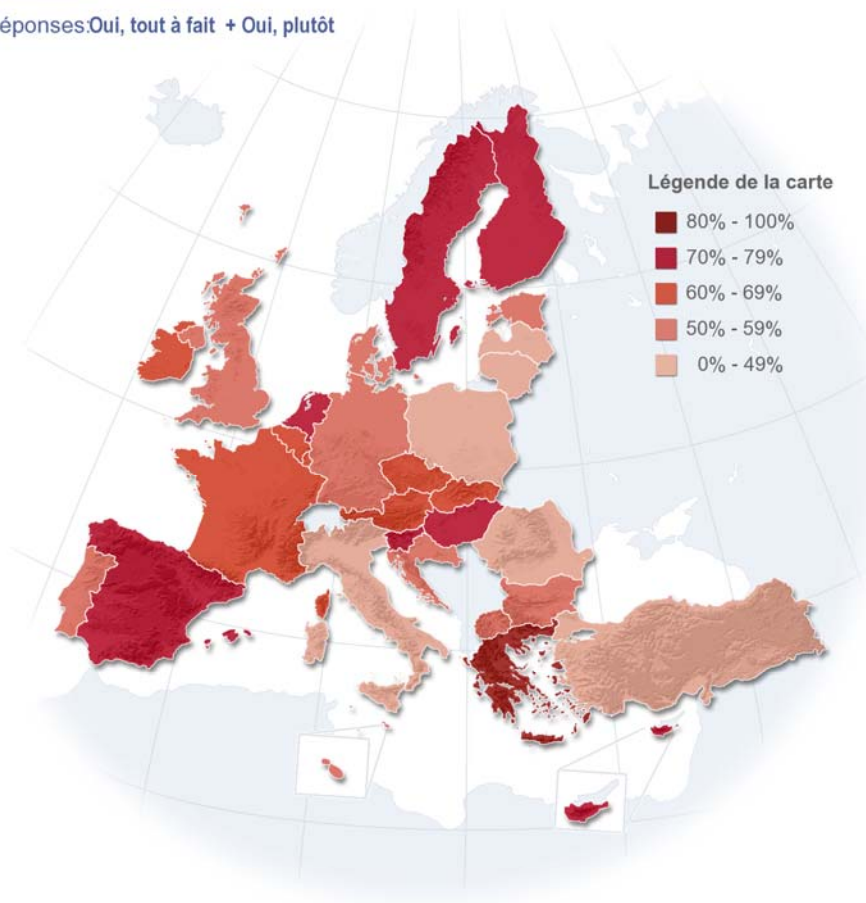 éponses:Oui, tout à fait + Oui, plutôt
Légende de la carte
80% - 100%
70% - 79%
60% - 69%
50% - 59%
0% - 49%